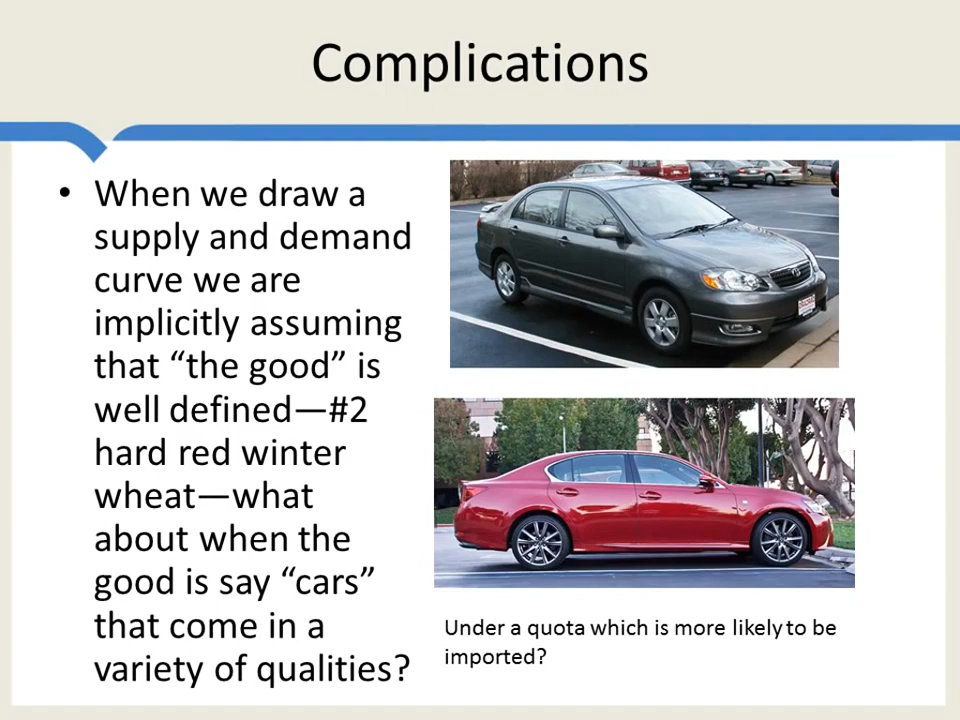 Complications
• When we draw a
supply and demand
curve we are
implicitly assuming
that “the good” is
well defined—#2
hard red winter
wheat—what
about when the
good is say “cars”
that come in a
variety of qualities?
Under a quota which is more likely to be
imported?